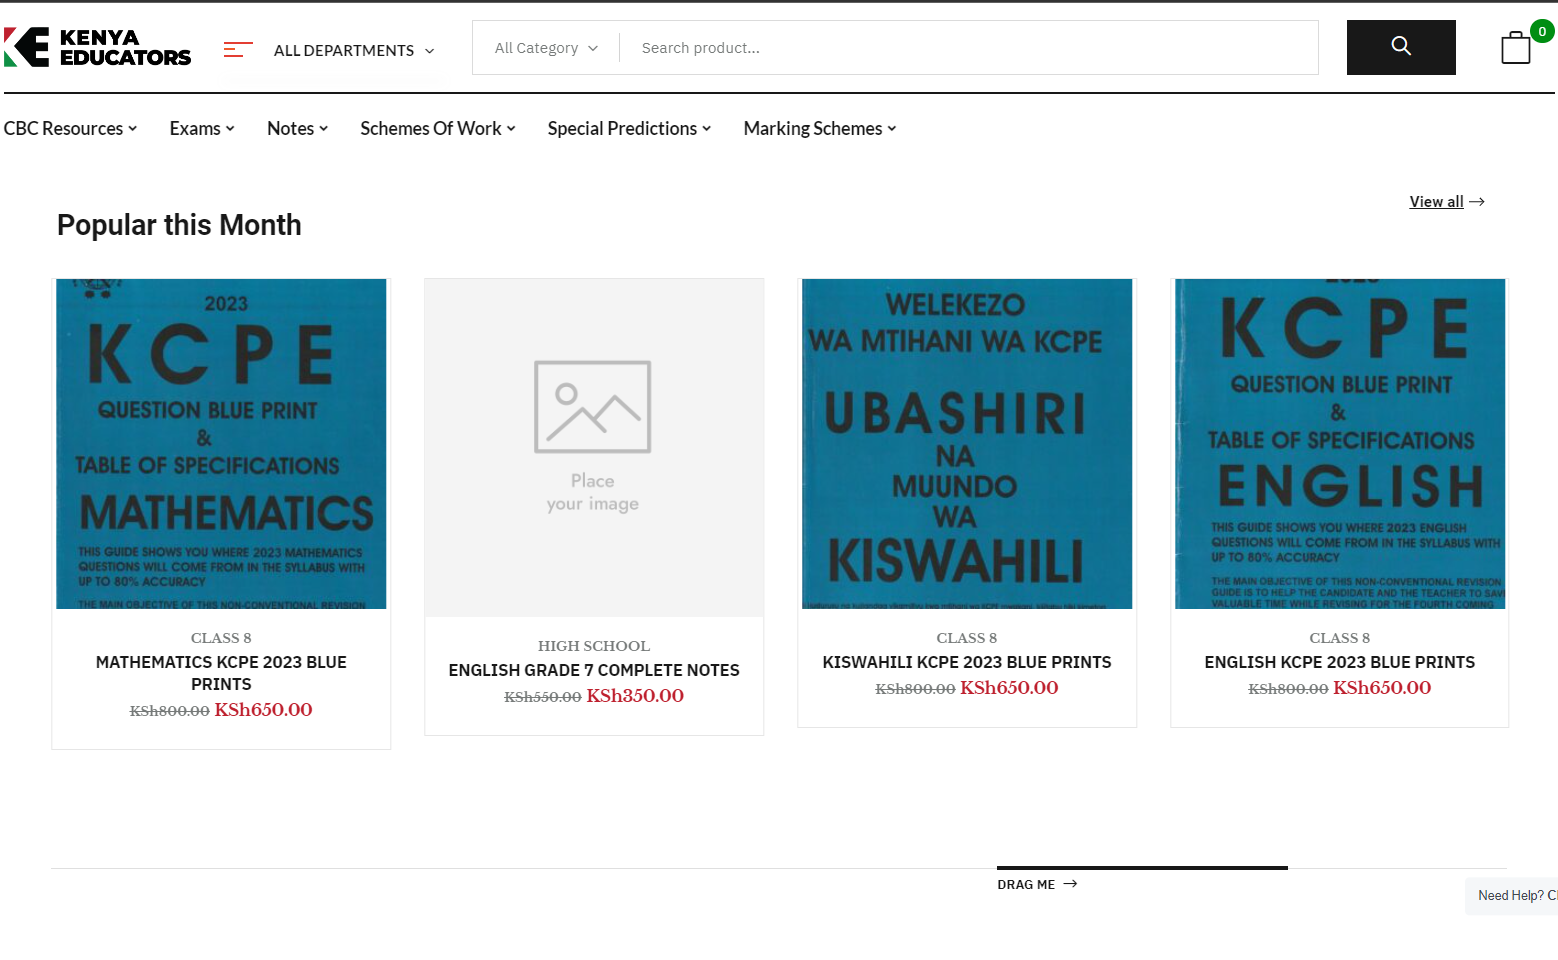 KENYA
EDUCATORS
ALL DEPARTMENTS
All Category
Search product...
0
CBC Resources
Exams
Notes
Schemes Of Work
Special Predictions
Marking Schemes
View all
Popular this Month
2023
KCPE
QUESTION BLUE PRINT
&
TABLE OF SPECIFICATIONS
MATHEMATICS
THIS GUIDE SHOWS YOU WHERE 2023 MATHEMATICS
QUESTIONS WILL COME FROM IN THE SYLLABUS WITH
UP TO 80% ACCURACY
THE MAIN OBJECTIVE OF THIS NON-CONVENTIONAL REVISION
CLASS 8
MATHEMATICS KCPE 2023 BLUE
PRINTS
KSh800.00 KSh650.00
Place
your image
HIGH SCHOOL
ENGLISH GRADE 7 COMPLETE NOTES
KSh550.00 KSh350.00
WELEKEZO
WA MTIHANI WA KCPE
UBASHIRI
NA
MUUNDO
WA
KISWAHILI
CLASS 8
KISWAHILI KCPE 2023 BLUE PRINTS
KSh800.00 KSh650.00
2023
KCPE
QUESTION BLUE PRINT
&
TABLE OF SPECIFICATIONS
ENGLISH
THIS GUIDE SHOWS YOU WHERE 2023 ENGLISH
QUESTIONS WILL COME FROM IN THE SYLLABUS WITH
UP TO 80% ACCURACY
THE MAIN OBJECTIVE OF THIS NON-CONVENTIONAL REVISION
GUIDE IS TO HELP THE CANDIDATE AND THE TEACHER TO SAV
VALUABLE TIME WHILE REVISING FOR THE FOURTH COMING
CLASS 8
ENGLISH KCPE 2023 BLUE PRINTS
KSh800.00 KSh650.00
DRAG ME
Need Help?